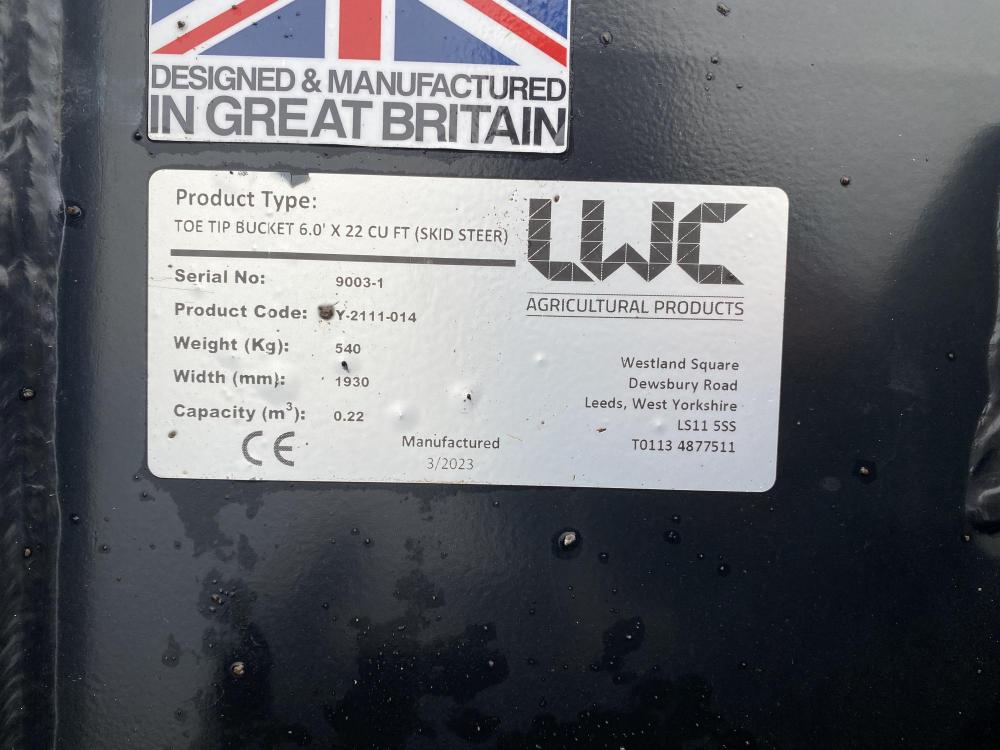 DESIGNED & MANUFACTURED
IN GREAT BRITAIN
Product Type:
TOE TIP BUCKET 6.0' X 22 CU FT (SKID STEER)
LWC
AGRICULTURAL PRODUCTS
Serial No: 9003-1
Product Code: Y-2111-014
Weight (Kg): 540
Width (mm): 1930
Capacity (m³): 0.22
CE
Manufactured
3/2023
Westland Square
Dewsbury Road
Leeds, West Yorkshire
LS11 5SS
T0113 4877511